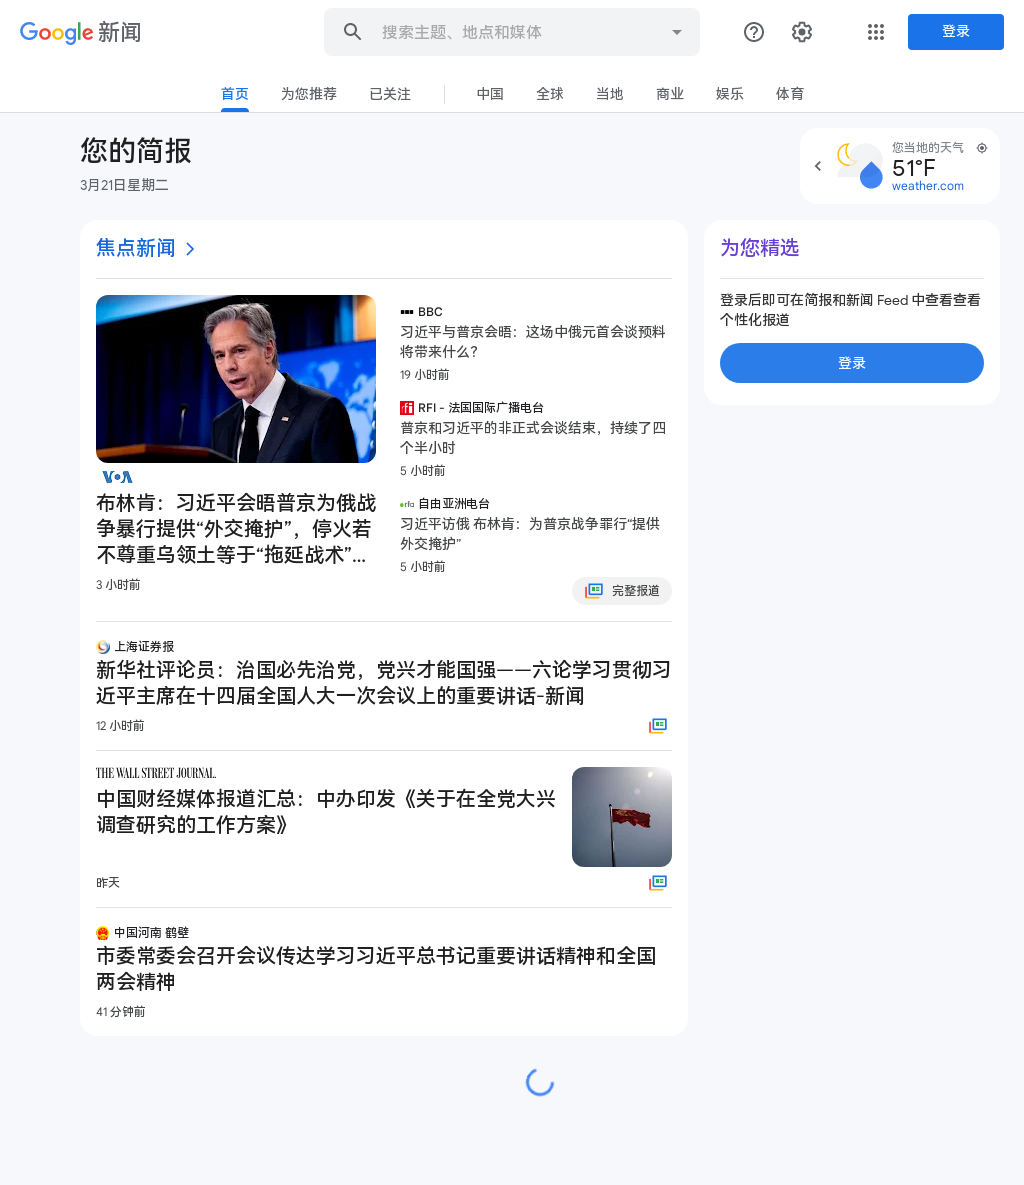 Google 新闻
搜索主题、地点和媒体
登录
首页
为您推荐
已关注
中国
全球
当地
商业
娱乐
体育
您的简报
3月21日星期二
您当地的天气
51°F
weather.com
焦点新闻
VOA
布林肯：习近平会晤普京为俄战
争暴行提供“外交掩护”，停火若
不尊重乌领土等于“拖延战术”...
3 小时前
BBC
习近平与普京会晤：这场中俄元首会谈预料
将带来什么？
19 小时前
RFI - 法国国际广播电台
普京和习近平的非正式会谈结束，持续了四
个半小时
5 小时前
rfa 自由亚洲电台
习近平访俄 布林肯：为普京战争罪行“提供
外交掩护”
5 小时前
完整报道
上海证券报
新华社评论员：治国必先治党，党兴才能国强——六论学习贯彻习
近平主席在十四届全国人大一次会议上的重要讲话-新闻
12 小时前
THE WALL STREET JOURNAL.
中国财经媒体报道汇总：中办印发《关于在全党大兴
调查研究的工作方案》
昨天
中国河南 鹤壁
市委常委会召开会议传达学习习近平总书记重要讲话精神和全国
两会精神
41 分钟前
为您精选
登录后即可在简报和新闻 Feed 中查看查看
个性化报道
登录